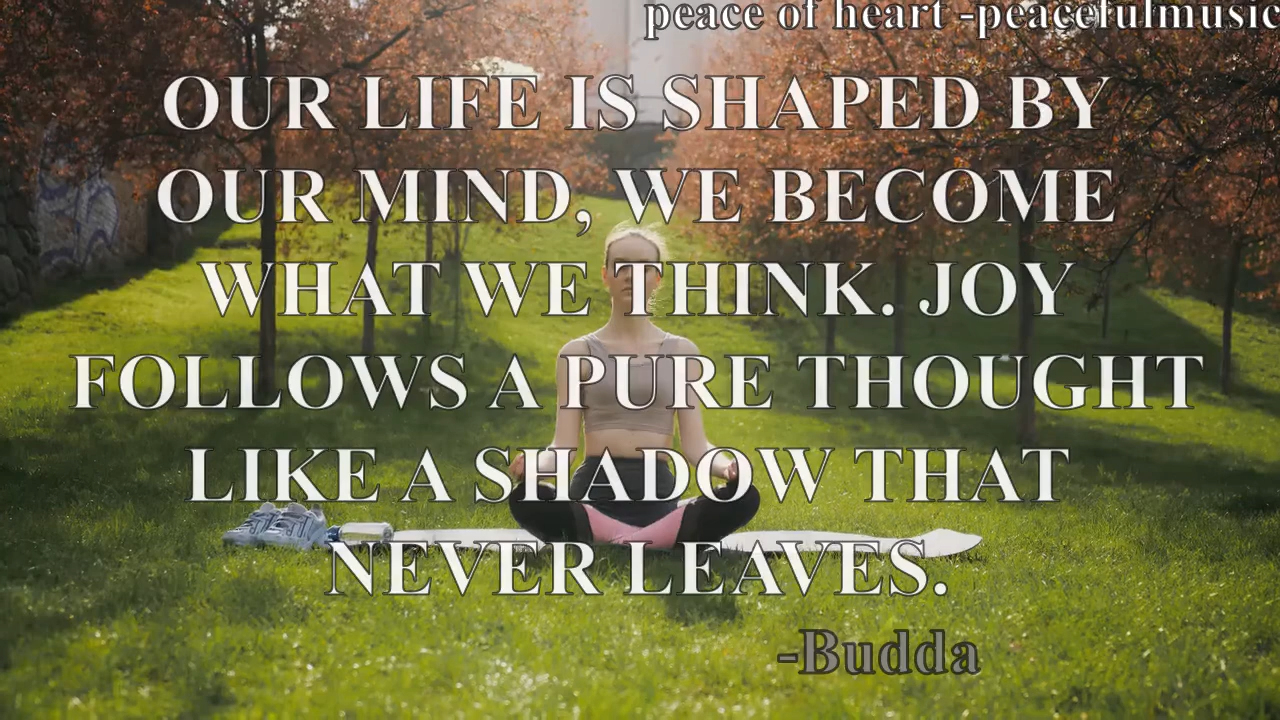 peace of heart -peacefulmusic
OUR LIFE IS SHAPED BY
OUR MIND, WE BECOME
WHAT WE THINK. JOY
FOLLOWS A PURE THOUGHT
LIKE A SHADOW THAT
NEVER LEAVES.
-Budda